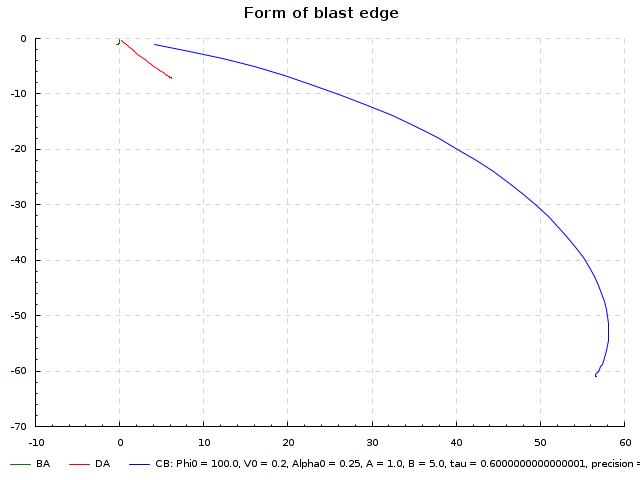 Form of blast edge
0
-10
-20
-30
-40
-50
-60
-70
-10 0 10 20 30 40 50 60
BA DA CB: Phi0 = 100.0, V0 = 0.2, Alpha0 = 0.25, A = 1.0, B = 5.0, tau = 0.6000000000000001, precision =